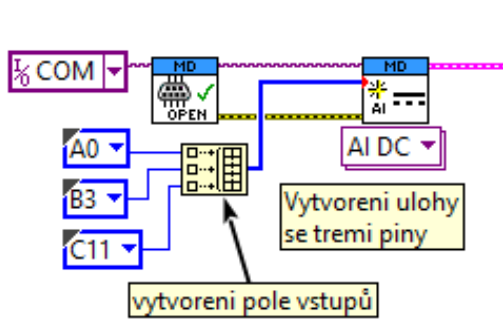 COM
MD
OPEN
MD
AI
AI DC
A0
B3
C11
Vytvoreni ulohy
se tremi piny
vytvoreni pole vstupů